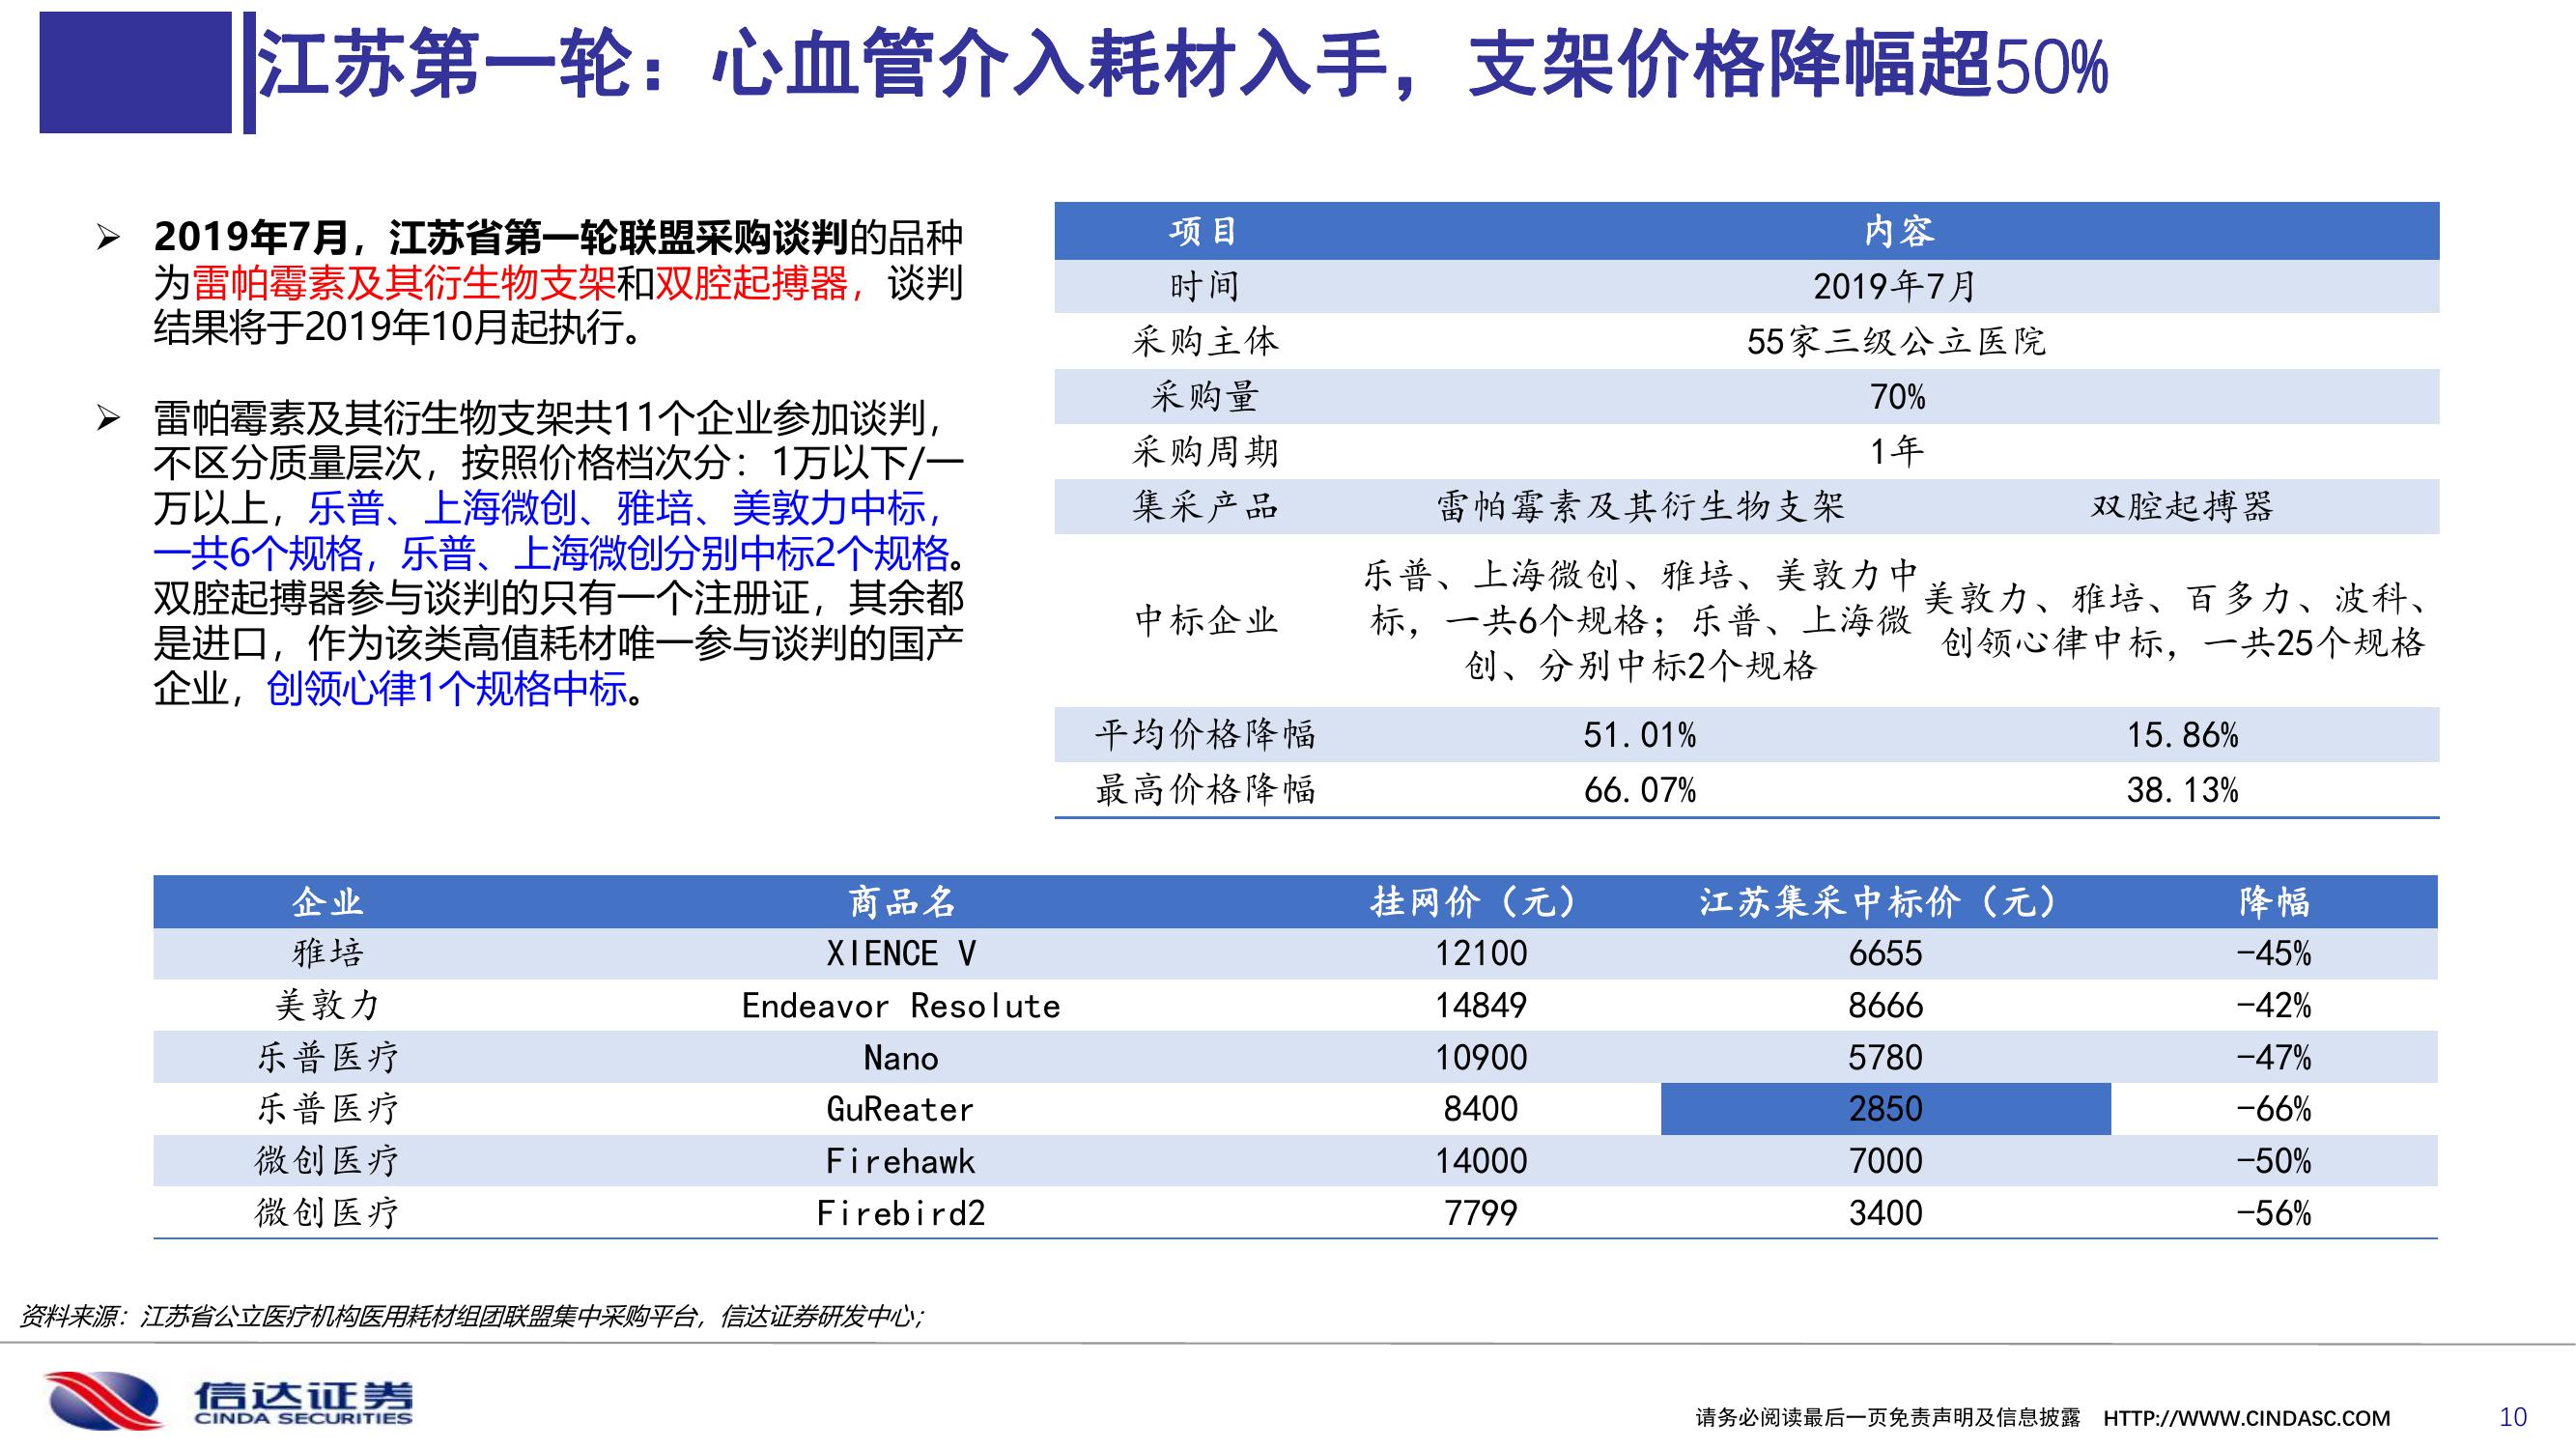 江苏第一轮：心血管介入耗材入手，支架价格降幅超50%
➢ 2019年7月，江苏省第一轮联盟采购谈判的品种
为雷帕霉素及其衍生物支架和双腔起搏器，谈判
结果将于2019年10月起执行。
➢ 雷帕霉素及其衍生物支架共11个企业参加谈判，
不区分质量层次，按照价格档次分：1万以下/一
万以上，乐普、上海微创、雅培、美敦力中标，
一共6个规格，乐普、上海微创分别中标2个规格。
双腔起搏器参与谈判的只有一个注册证，其余都
是进口，作为该类高值耗材唯一参与谈判的国产
企业，创领心律1个规格中标。
项目 内容
时间 2019年7月
采购主体 55家三级公立医院
采购量 70%
采购周期 1年
集采产品 雷帕霉素及其衍生物支架 双腔起搏器
中标企业
乐普、上海微创、雅培、美敦力中
标，一共6个规格；乐普、上海微
创、分别中标2个规格
美敦力、雅培、百多力、波科、
创领心律中标，一共25个规格
平均价格降幅 51.01% 15.86%
最高价格降幅 66.07% 38.13%
企业 商品名 挂网价（元） 江苏集采中标价（元） 降幅
雅培 XIENCE V 12100 6655 -45%
美敦力 Endeavor Resolute 14849 8666 -42%
乐普医疗 Nano 10900 5780 -47%
乐普医疗 GuReater 8400 2850 -66%
微创医疗 Firehawk 14000 7000 -50%
微创医疗 Firebird2 7799 3400 -56%
资料来源：江苏省公立医疗机构医用耗材组团联盟集中采购平台，信达证券研发中心；
信达证券
CINDA SECURITIES
请务必阅读最后一页免责声明及信息披露 HTTP://WWW.CINDASC.COM 10